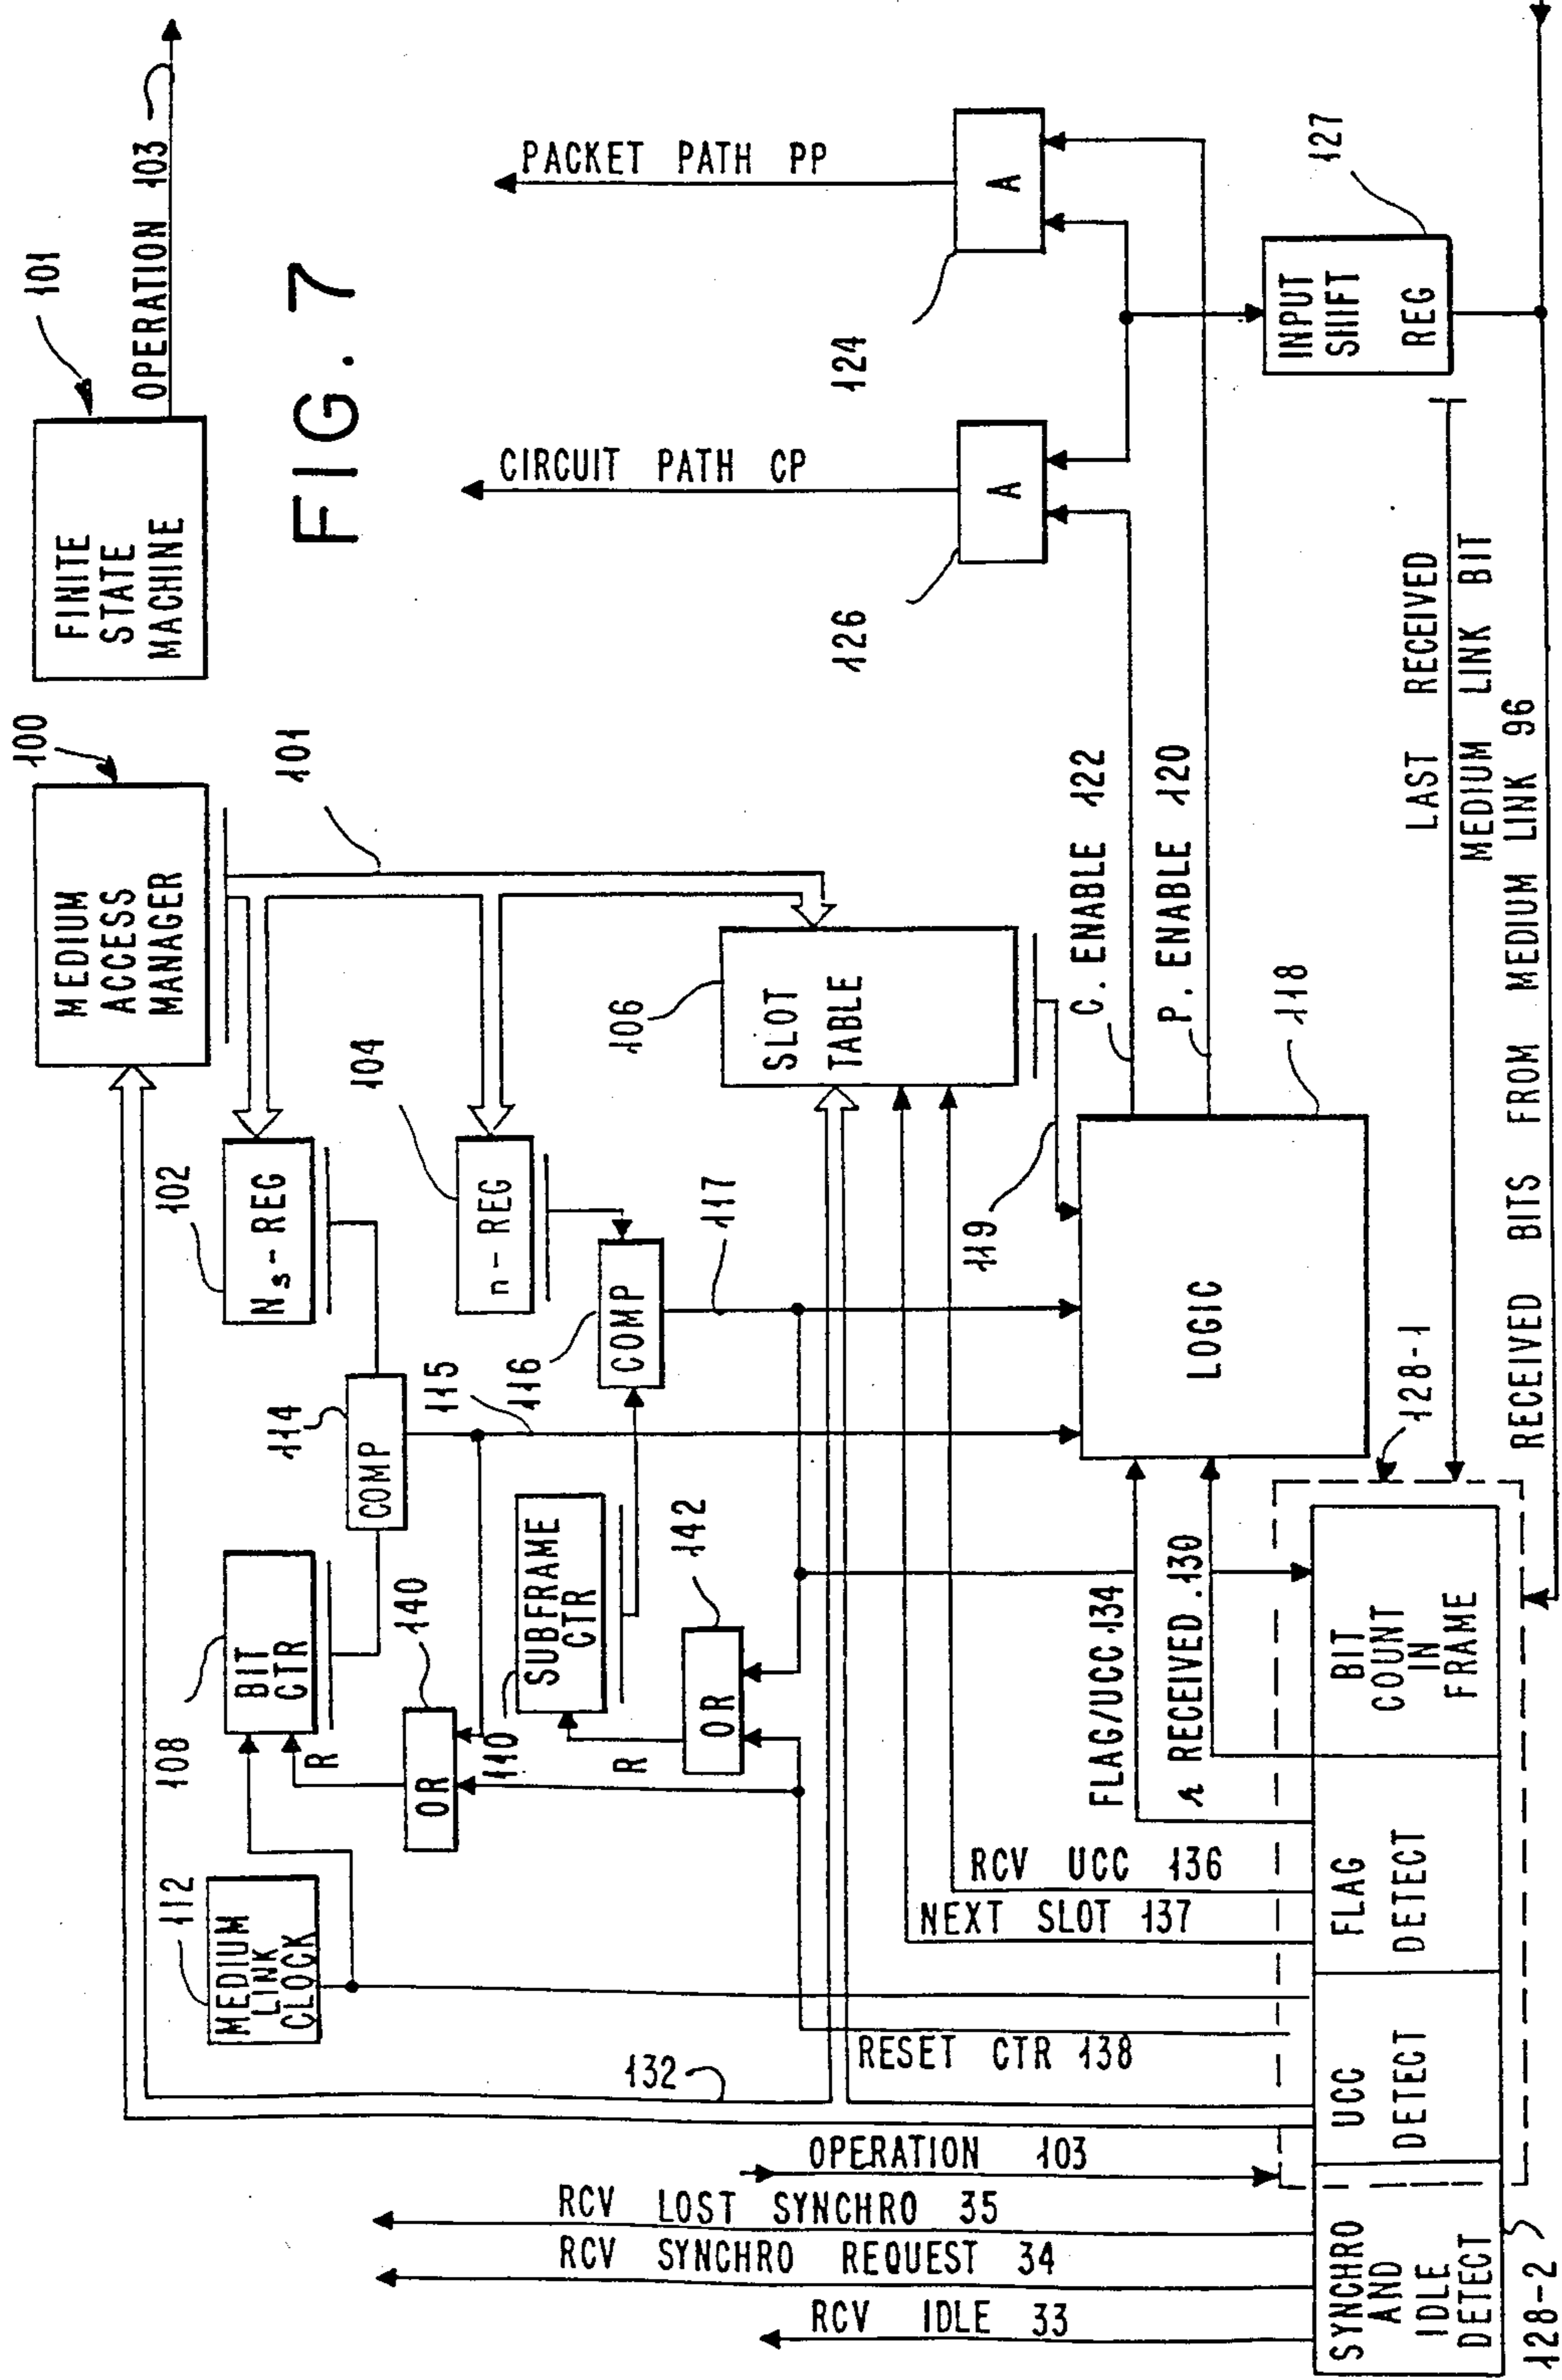 FINITE
STATE
MACHINE
101
OPERATION 103
FIG. 7
MEDIUM
ACCESS
MANAGER
100
101
102
Ns-REG
104
n-REG
106
SLOT
TABLE
108
BIT
CTR
R
112
MEDIUM
LINK
CLOCK
114
COMP
115
116
COMP
117
140
OR
110
SUBFRAME
CTR
R
142
OR
119
118
LOGIC
C. ENABLE 122
P. ENABLE 120
CIRCUIT PATH CP
PACKET PATH PP
A
126
A
124
127
INPUT
SHIFT
REG
LAST RECEIVED
MEDIUM LINK BIT
RECEIVED BITS FROM MEDIUM LINK 96
128-1
FLAG/UCC 134
r RECEIVED 130
RCV UCC 136
NEXT SLOT 137
RESET CTR 138
132
OPERATION 103
RCV LOST SYNCHRO 35
RCV SYNCHRO REQUEST 34
RCV IDLE 33
SYNCHRO
AND
IDLE
DETECT
UCC
DETECT
FLAG
DETECT
BIT
COUNT
IN
FRAME
128-2